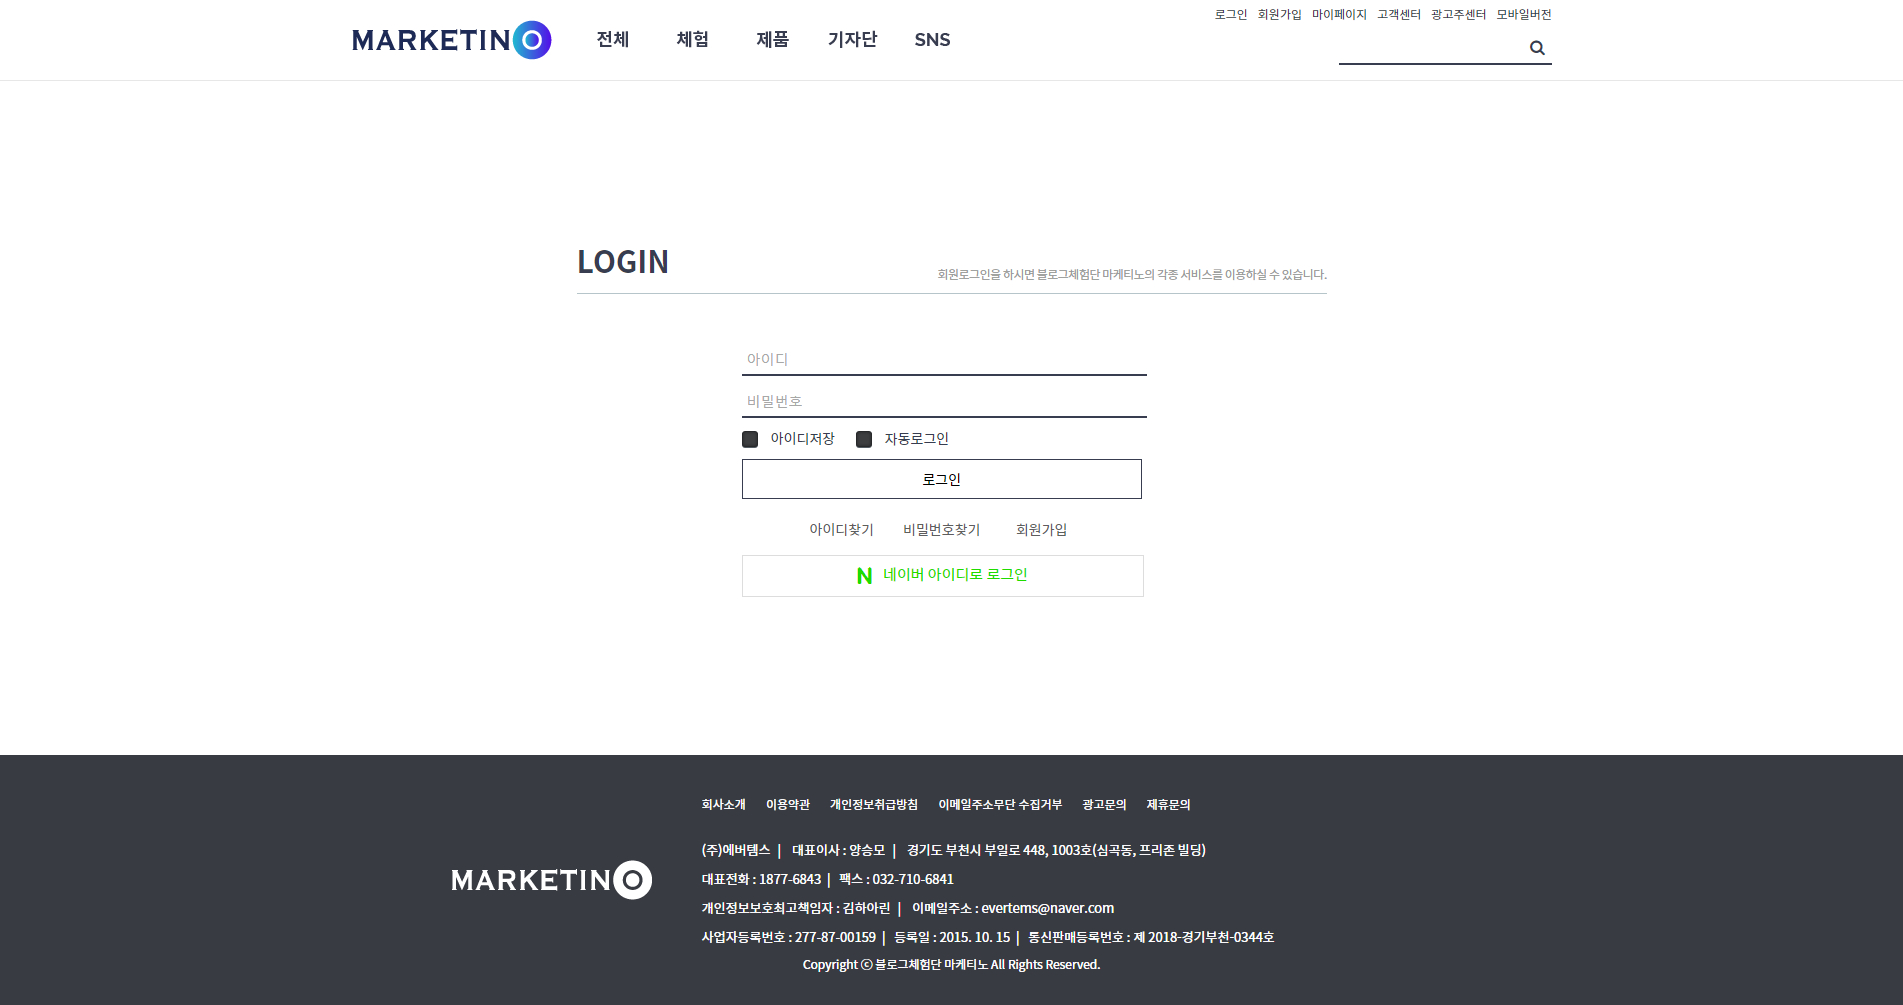 로그인 회원가입 마이페이지 고객센터 광고주센터 모바일버전
MARKETINO 전체 체험 제품 기자단 SNS
LOGIN
회원로그인을 하시면 블로그체험단 마케티노의 각종 서비스를 이용하실 수 있습니다.
아이디
비밀번호
아이디저장 자동로그인
로그인
아이디찾기 비밀번호찾기 회원가입
N 네이버 아이디로 로그인
회사소개 이용약관 개인정보취급방침 이메일주소무단 수집거부 광고문의 제휴문의
(주)에버템스 | 대표이사 : 양승모 | 경기도 부천시 부일로 448, 1003호(심곡동, 프리존 빌딩)
MARKETINO
대표전화 : 1877-6843 | 팩스 : 032-710-6841
개인정보보호최고책임자 : 김하아린 | 이메일주소 : evertems@naver.com
사업자등록번호 : 277-87-00159 | 등록일 : 2015. 10. 15 | 통신판매등록번호 : 제 2018-경기부천-0344호
Copyright ⓒ 블로그체험단 마케티노 All Rights Reserved.